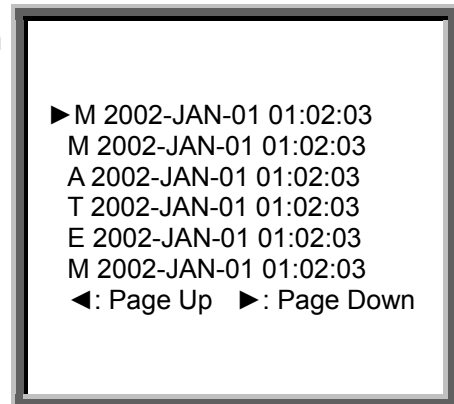 ►M 2002-JAN-01 01:02:03
M 2002-JAN-01 01:02:03
A 2002-JAN-01 01:02:03
T 2002-JAN-01 01:02:03
E 2002-JAN-01 01:02:03
M 2002-JAN-01 01:02:03
◄: Page Up ►: Page Down